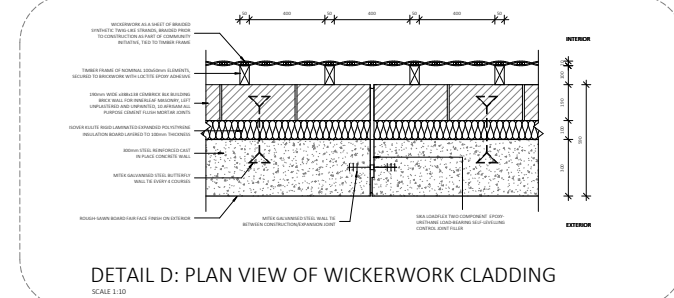 50 400 50 400 50 400 50
WICKERWORK AS A SHEET OF BRAIDED
SYNTHETIC TWIG-LIKE STRANDS, BRAIDED PRIOR
TO CONSTRUCTION AS PART OF COMMUNITY
INITIATIVE, TIED TO TIMBER FRAME
INTERIOR
TIMBER FRAME OF NOMINAL 100x50mm ELEMENTS,
SECURED TO BRICKWORK WITH LOCTITE EPOXY ADHESIVE
190mm WIDE
CEMBRICK
BUILDING
BRICK WALL FOR INNERLEAF MASONRY, LEFT
UNPLASTERED AND UNPAINTED, 10 AFRISAM ALL
PURPOSE CEMENT FLUSH MORTAR JOINTS
ISOVER KULITE RIGID LAMINATED EXPANDED POLYSTYRENE
INSULATION BOARD LAYERED TO 100mm THICKNESS
300mm STEEL REINFORCED CAST
IN PLACE CONCRETE WALL
MITEK GALVANISED STEEL BUTTERFLY
WALL TIE EVERY 4 COURSES
ROUGH-SAWN BOARD FAIR FACE FINISH ON EXTERIOR
MITEK GALVANISED STEEL WALL TIE
BETWEEN CONSTRUCTION/EXPANSION JOINT
SIKA LOADFLEX TWO COMPONENT EPOXY-
URETHANE LOAD-BEARING SELF-LEVELLING
CONTROL JOINT FILLER
100
190
100
300
590
EXTERIOR
DETAIL D: PLAN VIEW OF WICKERWORK CLADDING
SCALE 1:10